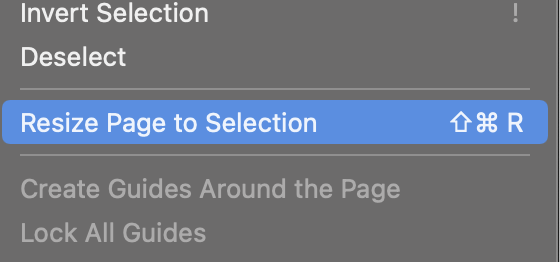 Invert Selection !
Deselect
Resize Page to Selection ⇧⌘ R
Create Guides Around the Page
Lock All Guides